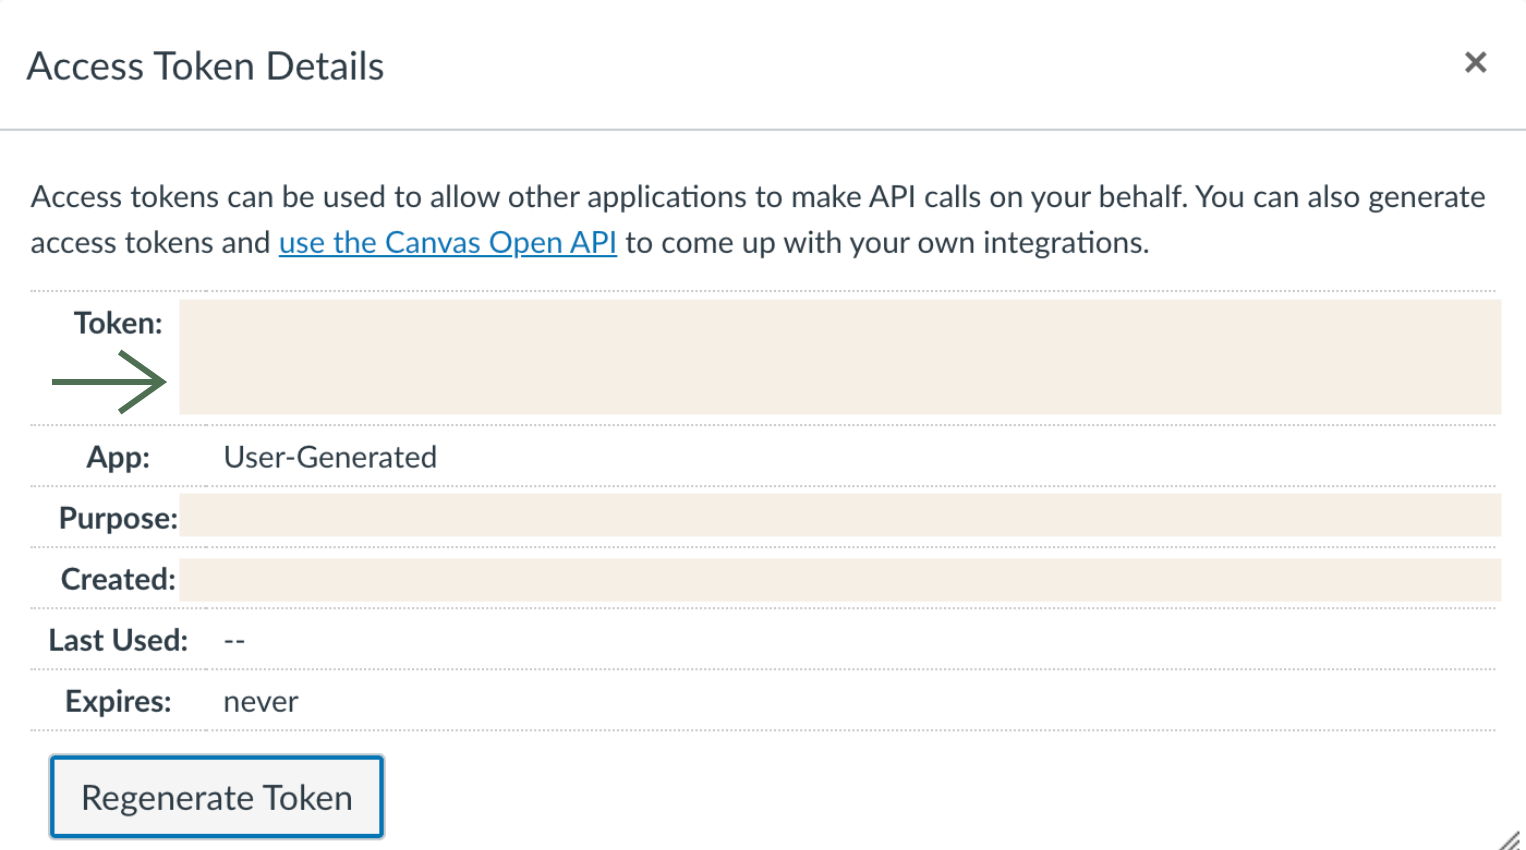 Access Token Details
Access tokens can be used to allow other applications to make API calls on your behalf. You can also generate
access tokens and use the Canvas Open API to come up with your own integrations.
Token:
App: User-Generated
Purpose:
Created:
Last Used: --
Expires: never
Regenerate Token